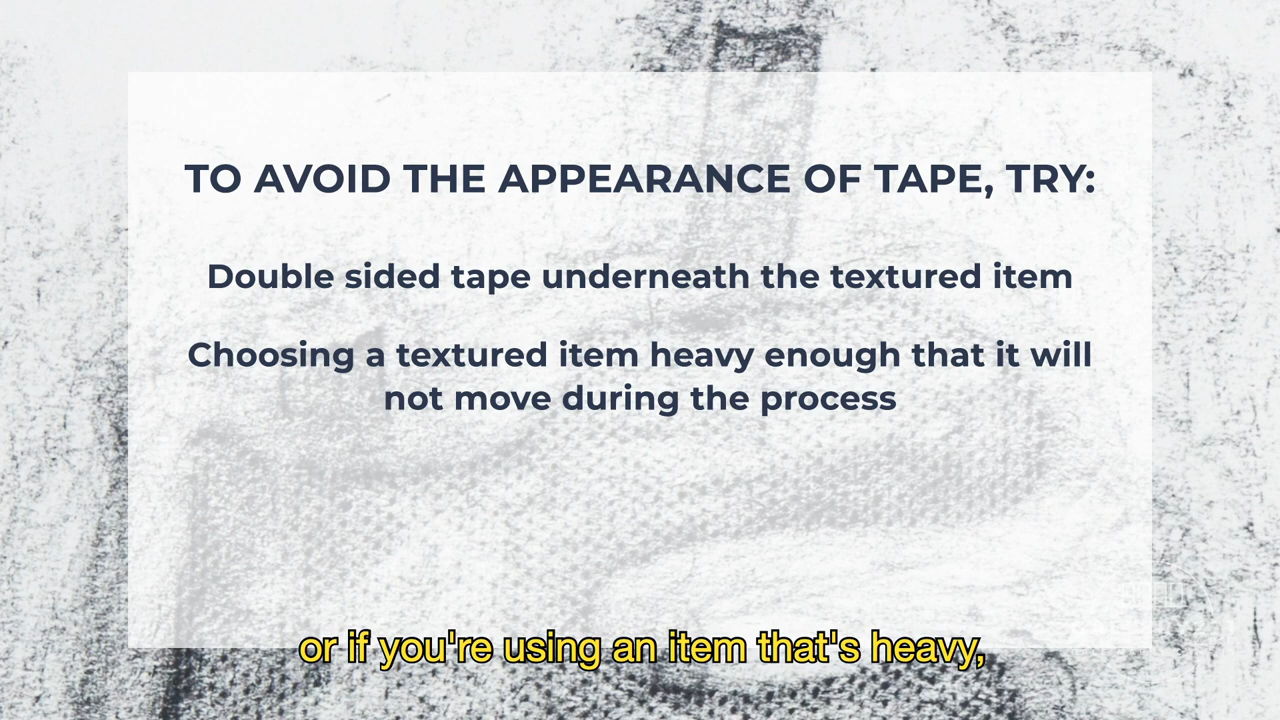 TO AVOID THE APPEARANCE OF TAPE, TRY:
Double sided tape underneath the textured item
Choosing a textured item heavy enough that it will
not move during the process
or if you're using an item that's heavy,